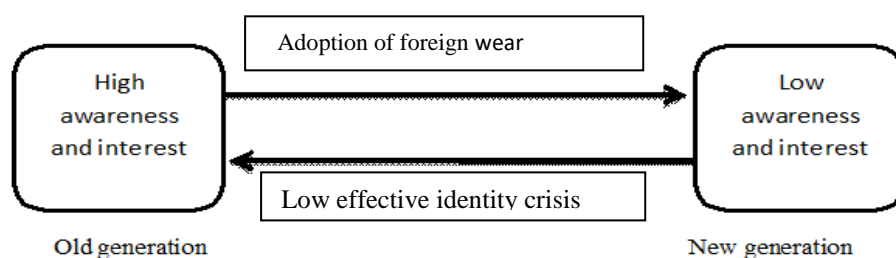 Adoption of foreign wear
High
awareness
and interest
Low
awareness
and interest
Low effective identity crisis
Old generation
New generation